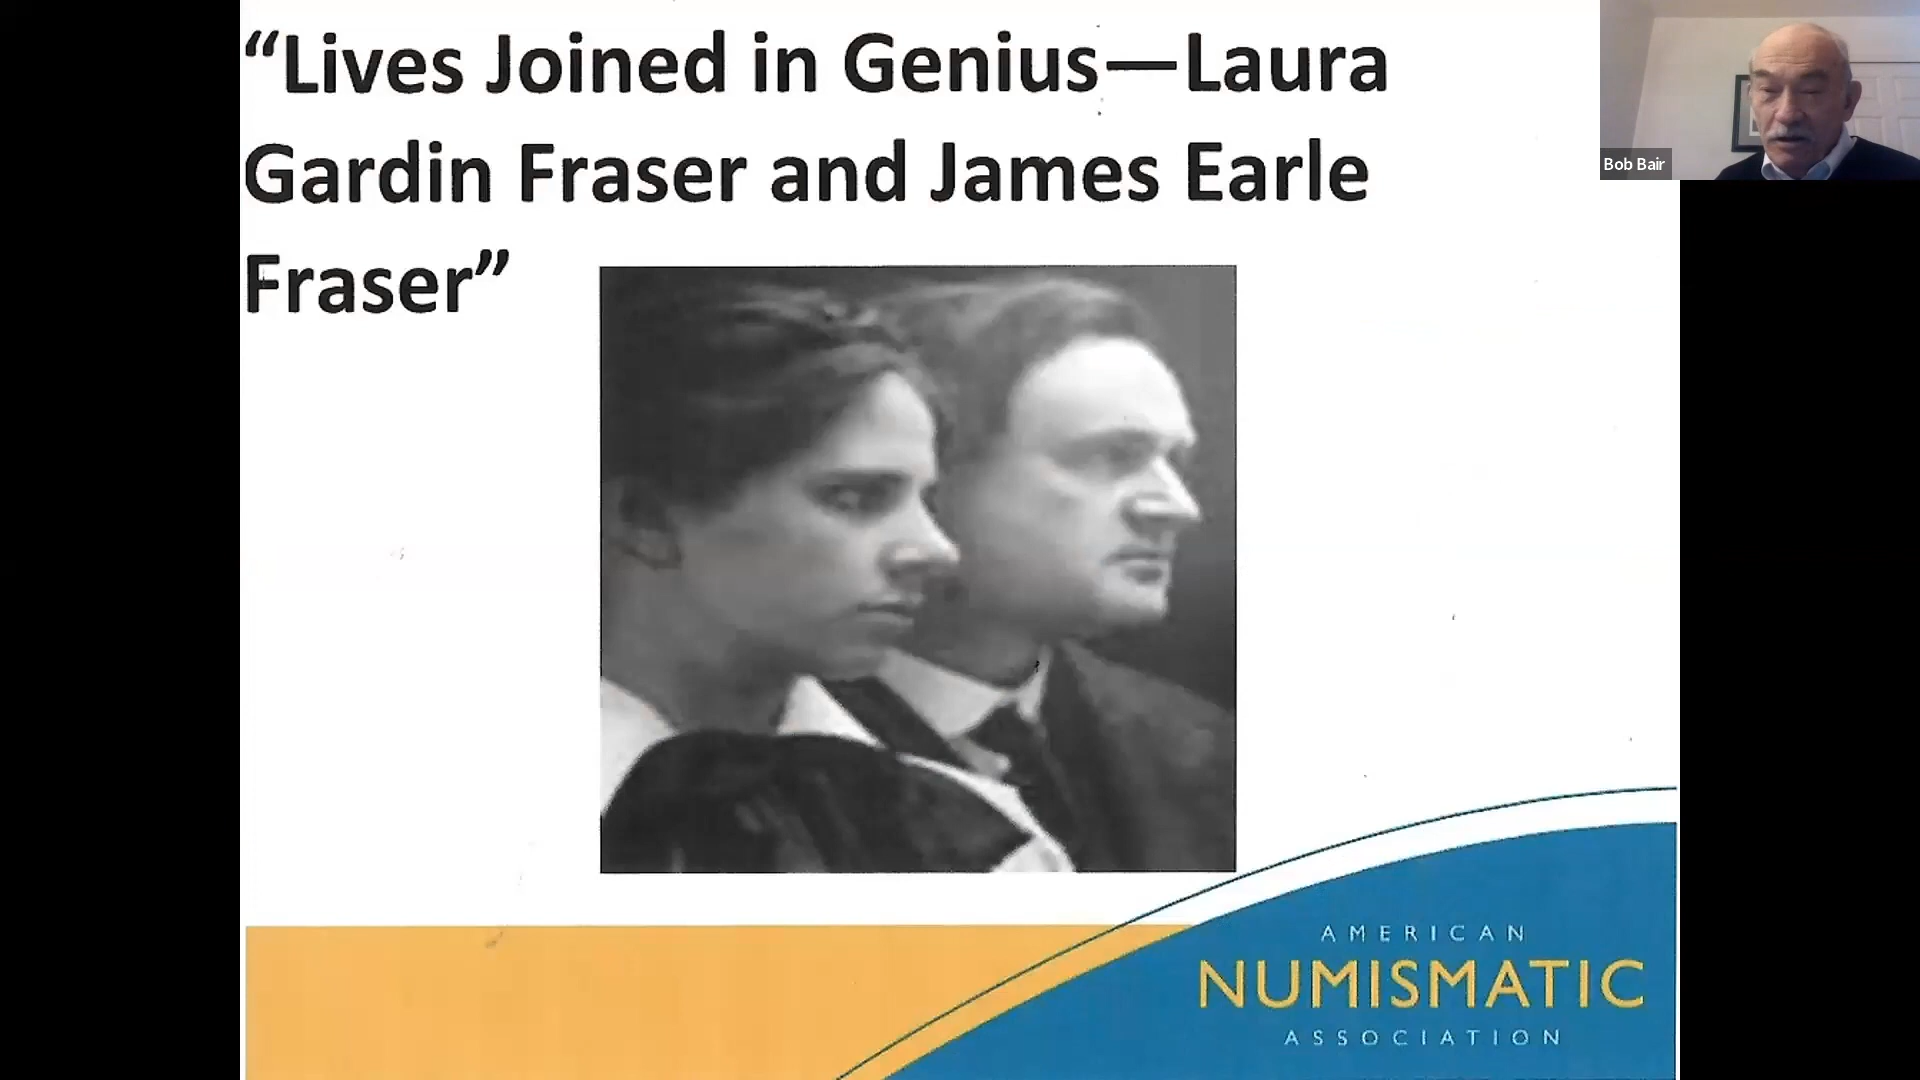 “Lives Joined in Genius—Laura
Gardin Fraser and James Earle
Fraser”
Bob Bair
AMERICAN
NUMISMATIC
ASSOCIATION